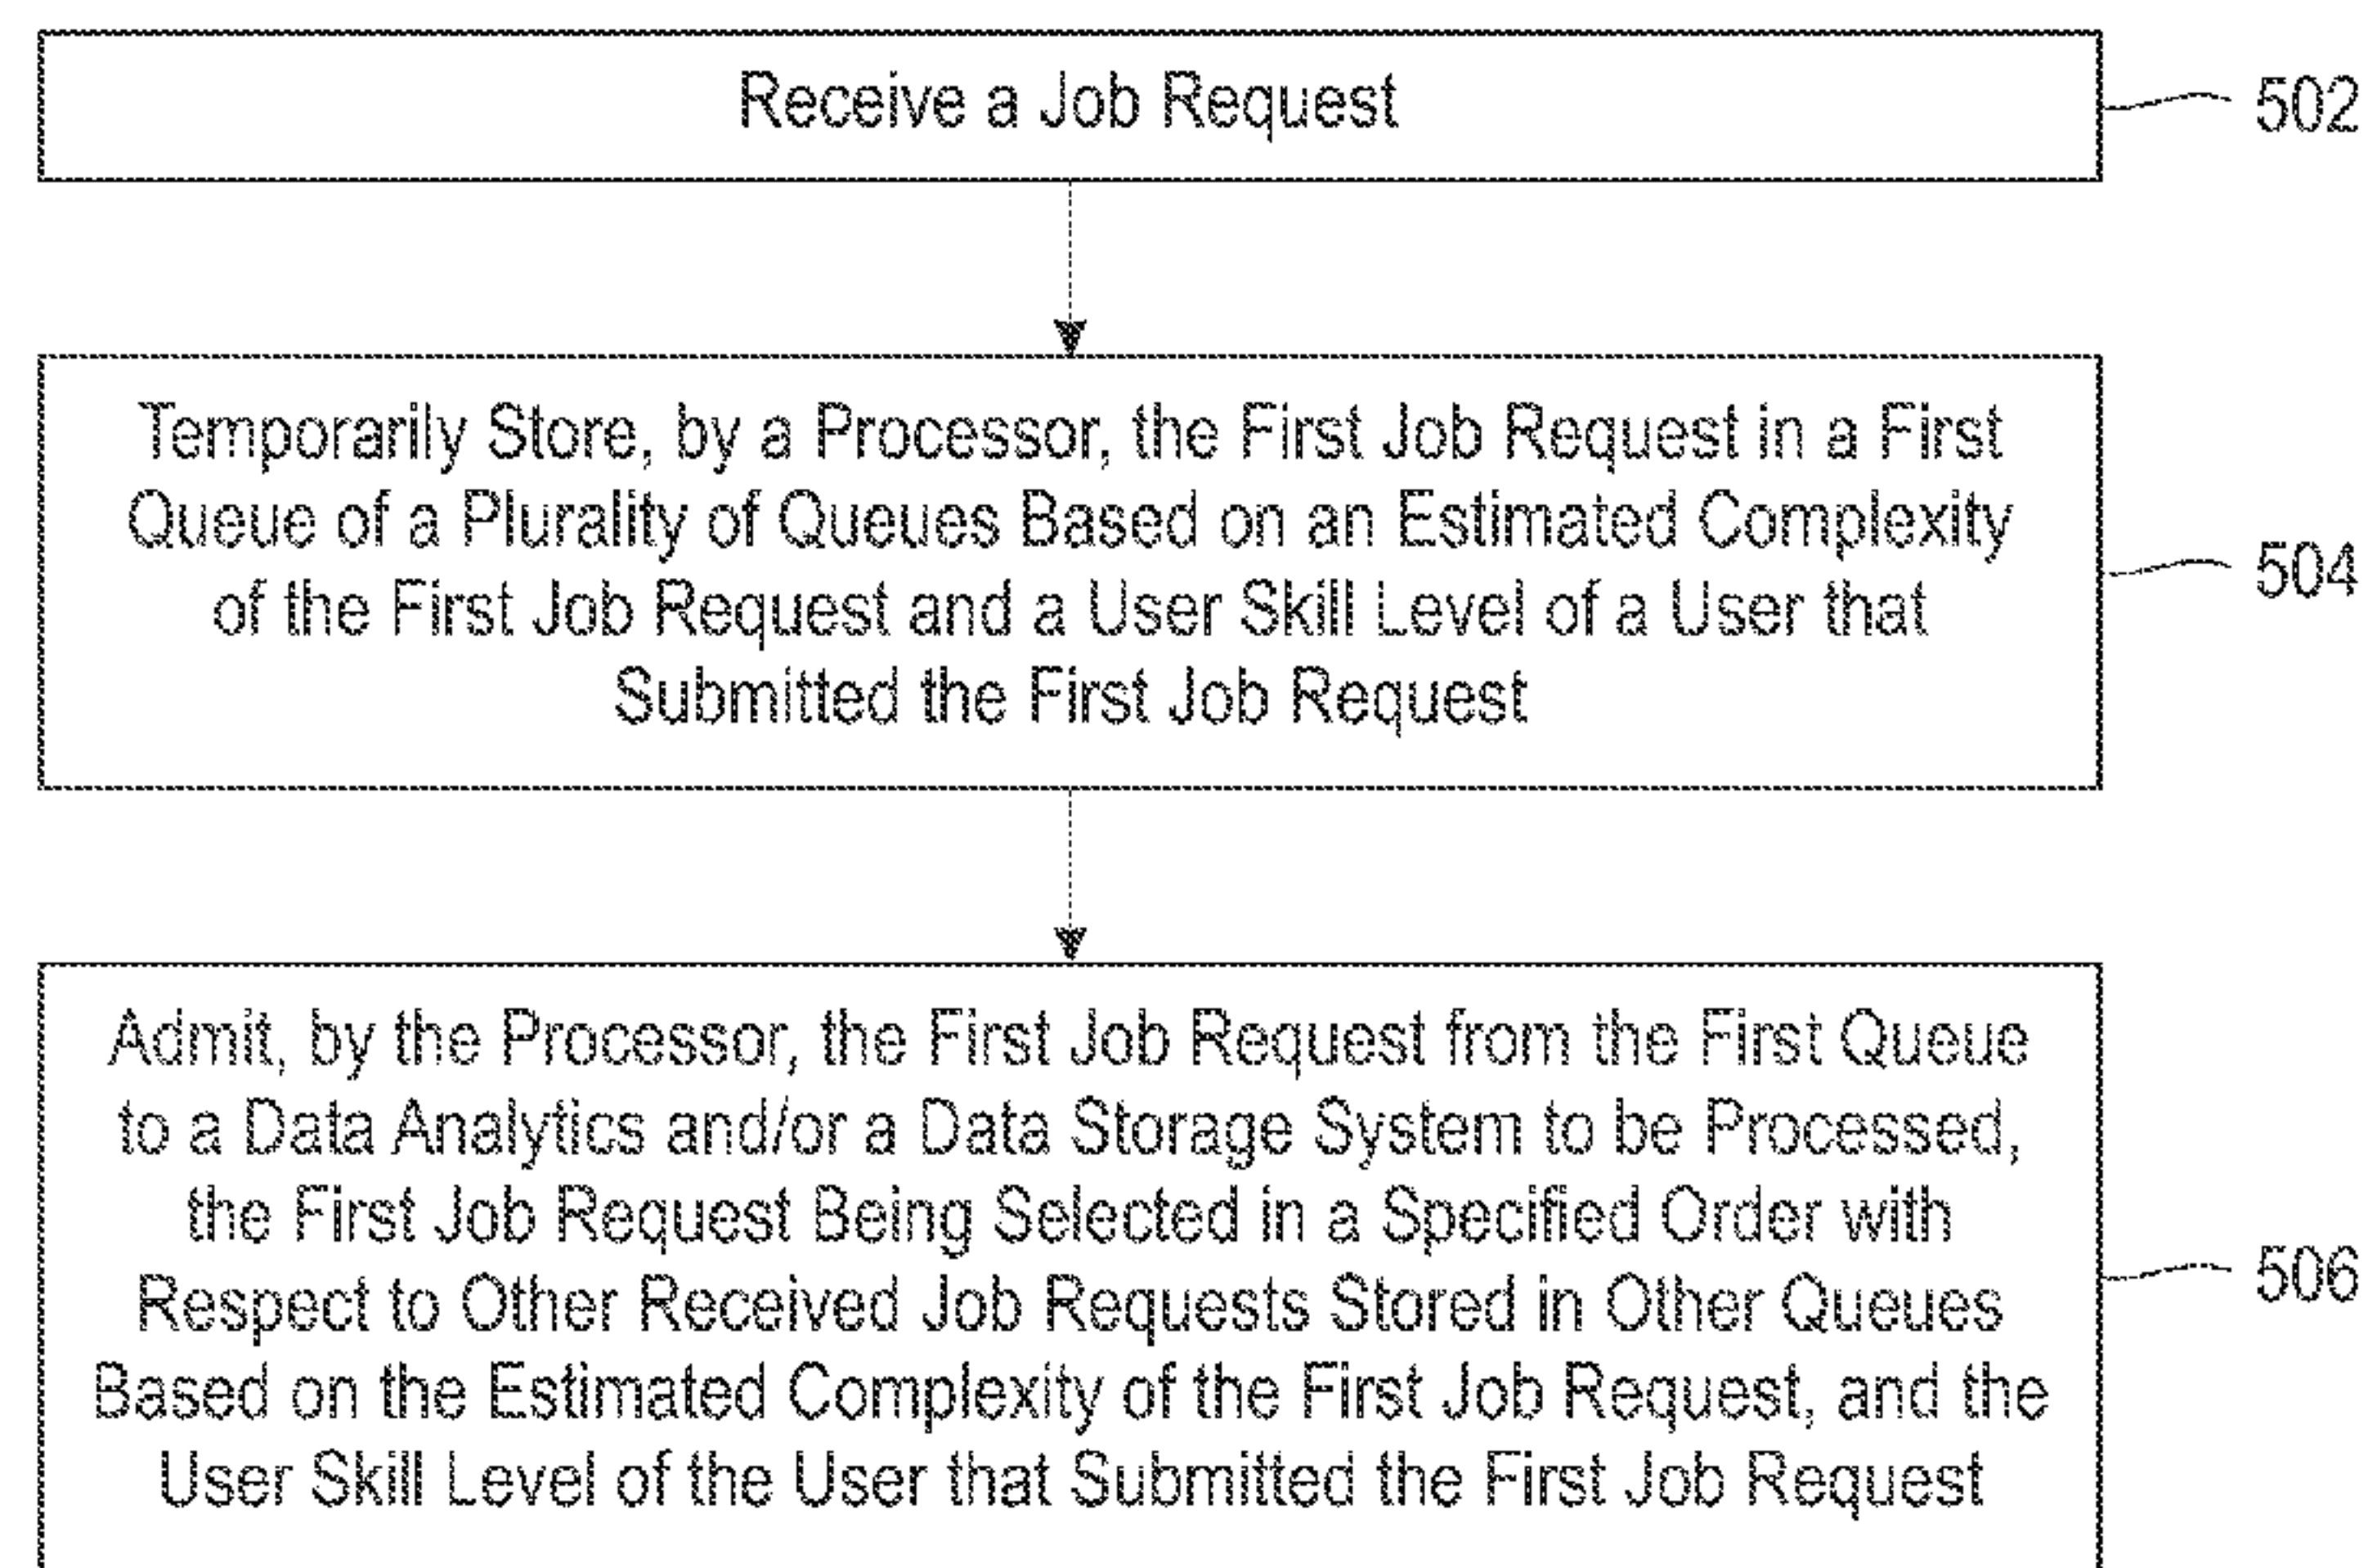 Receive a Job Request
502
Temporarily Store, by a Processor, the First Job Request in a First
Queue of a Plurality of Queues Based on an Estimated Complexity
of the First Job Request and a User Skill Level of a User that
Submitted the First Job Request
504
Admit, by the Processor, the First Job Request from the First Queue
to a Data Analytics and/or a Data Storage System to be Processed,
the First Job Request Being Selected in a Specified Order with
Respect to Other Received Job Requests Stored in Other Queues
Based on the Estimated Complexity of the First Job Request, and the
User Skill Level of the User that Submitted the First Job Request
506